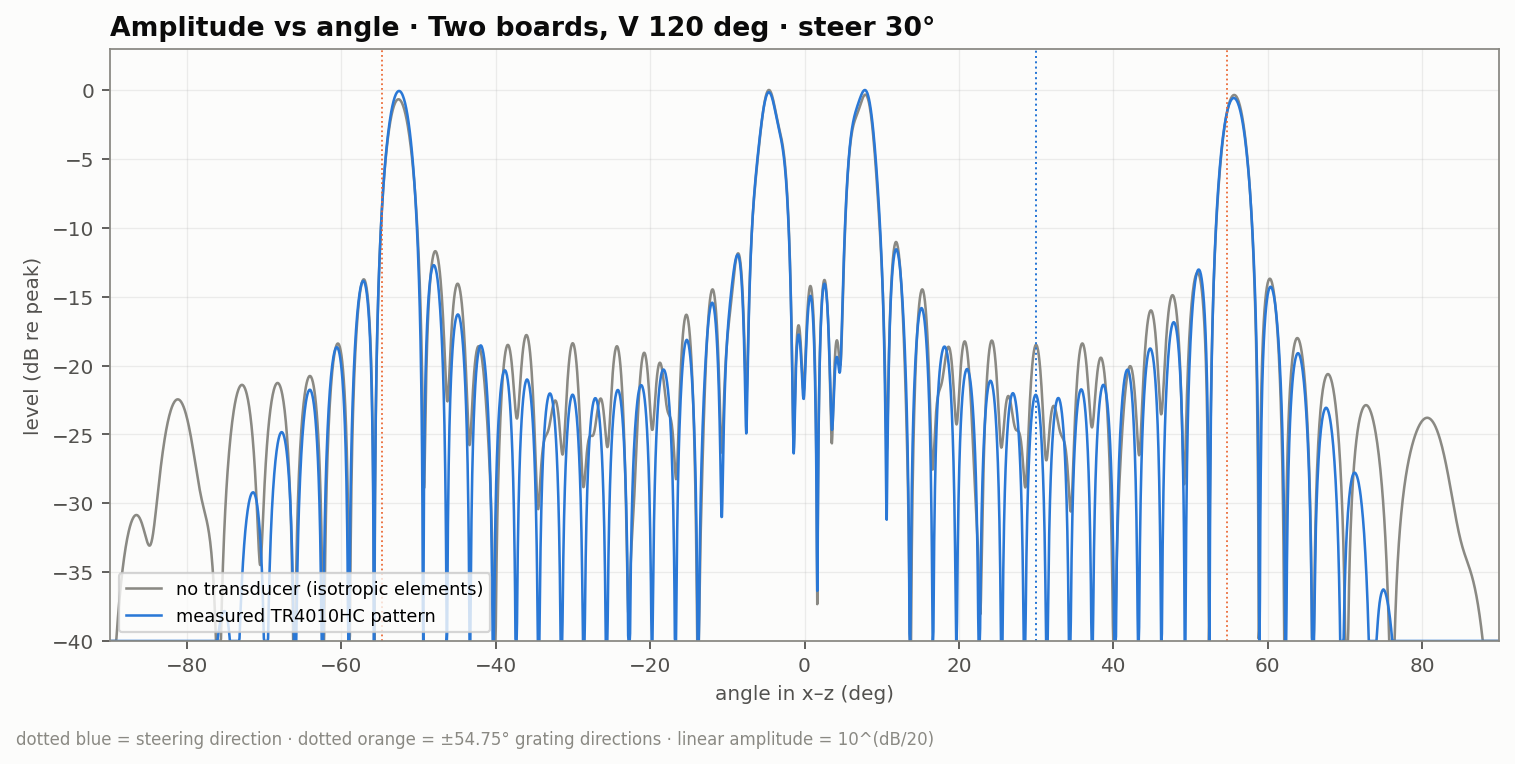 Amplitude vs angle · Two boards, V 120 deg · steer 30°
level (dB re peak)
0
−5
−10
−15
−20
−25
−30
−35
−40
no transducer (isotropic elements)
measured TR4010HC pattern
−80 −60 −40 −20 0 20 40 60 80
angle in x–z (deg)
dotted blue = steering direction · dotted orange = ±54.75° grating directions · linear amplitude = 10^(dB/20)